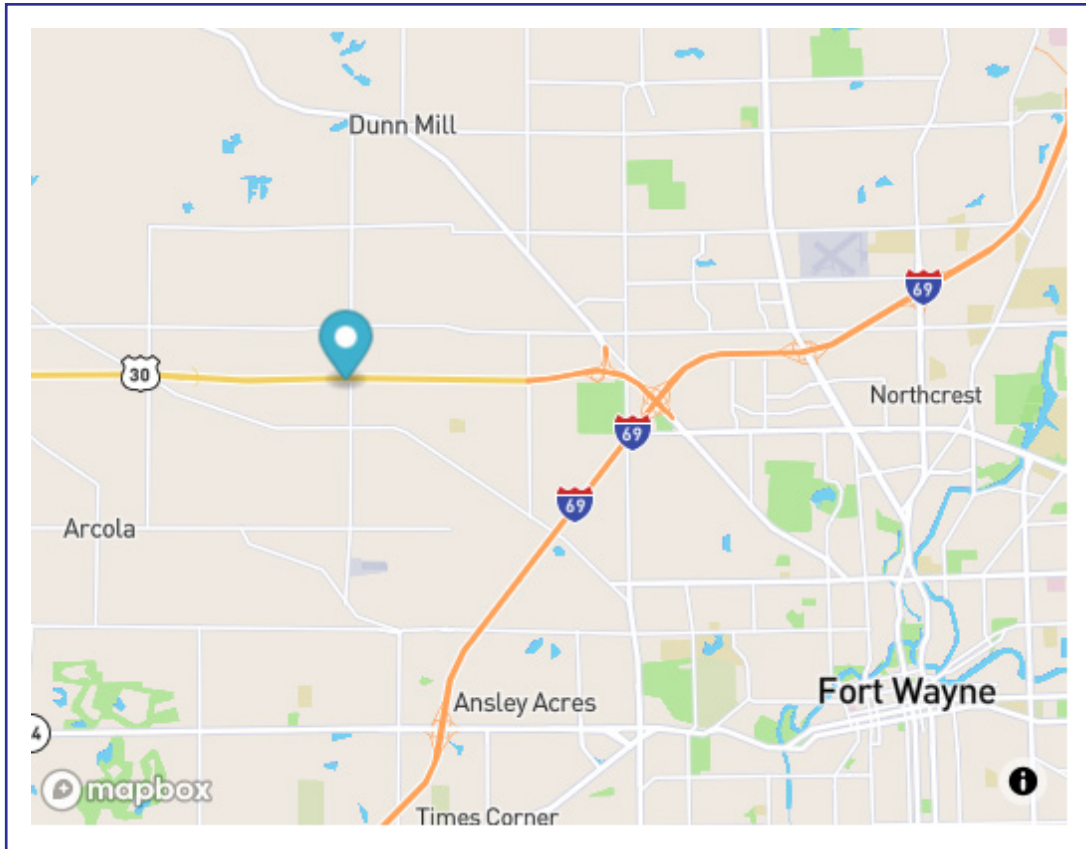 Dunn Mill
69
30
Northcrest
69
69
Arcola
Fort Wayne
Ansley Acres
4
mapbox
i
Times Corner